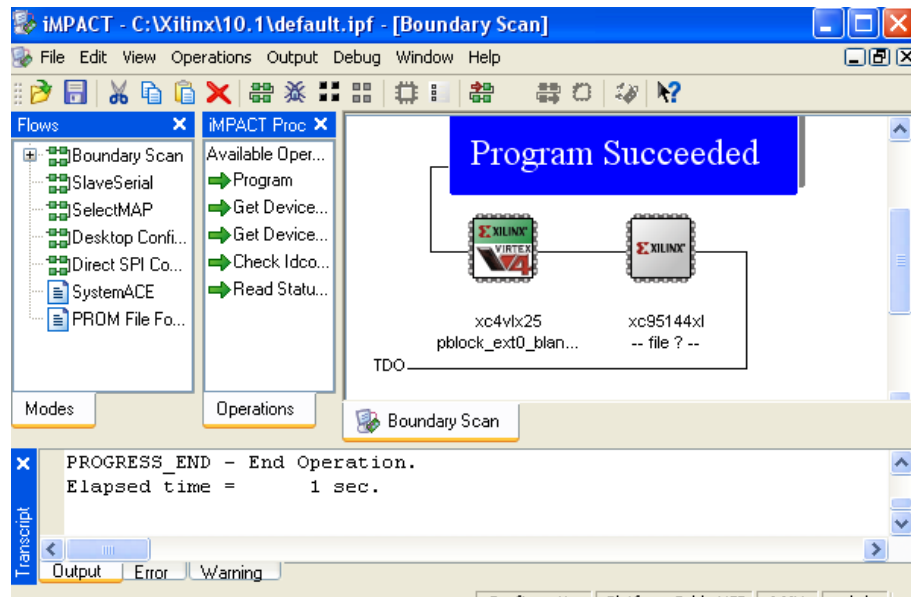 iMPACT - C:\Xilinx\10.1\default.ipf - [Boundary Scan]
File Edit View Operations Output Debug Window Help
Flows
Boundary Scan
SlaveSerial
SelectMAP
Desktop Confi...
Direct SPI Co...
SystemACE
PROM File Fo...
Modes
iMPACT Proc
Available Oper...
Program
Get Device...
Get Device...
Check Idco...
Read Statu...
Operations
Program Succeeded
XILINX
VIRTEX
4
XILINX
xc4vlx25
pblock_ext0_blan...
xc95144xl
-- file ? --
TDO
Boundary Scan
Transcript
PROGRESS_END - End Operation.
Elapsed time = 1 sec.
Output Error Warning